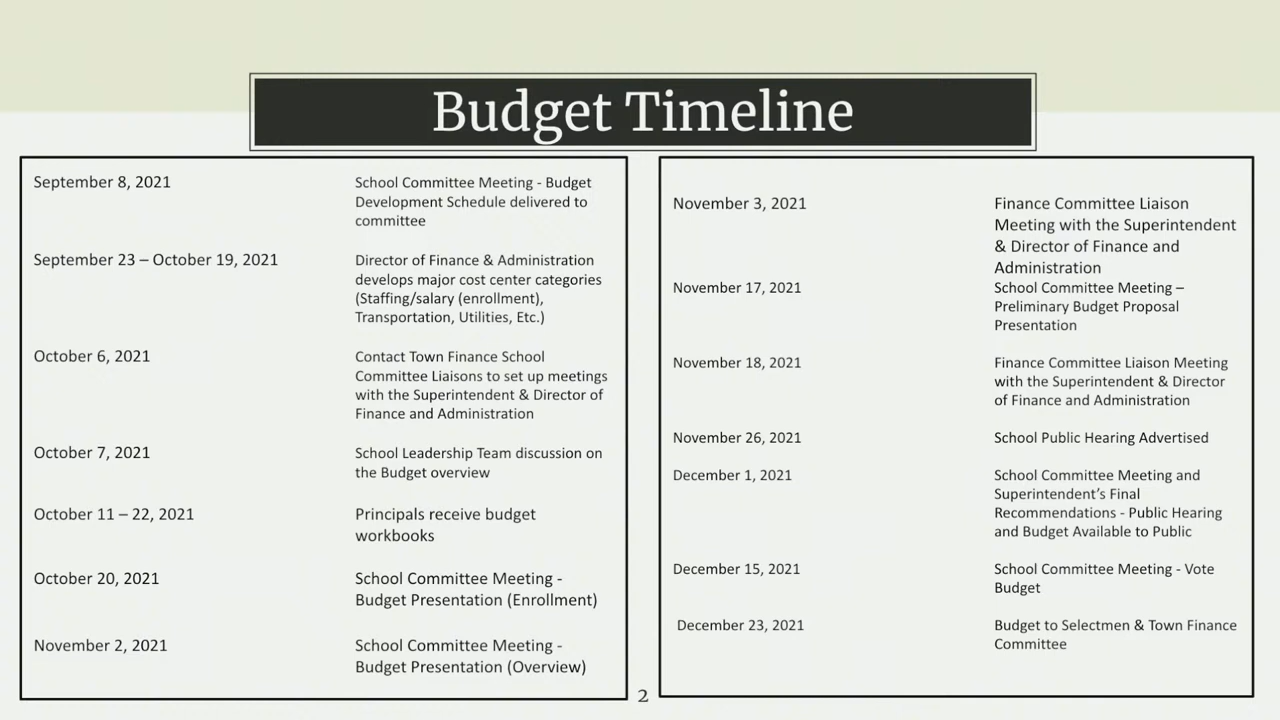 Budget Timeline
September 8, 2021
School Committee Meeting - Budget
Development Schedule delivered to
committee
September 23 – October 19, 2021
Director of Finance & Administration
develops major cost center categories
(Staffing/salary (enrollment),
Transportation, Utilities, Etc.)
October 6, 2021
Contact Town Finance School
Committee Liaisons to set up meetings
with the Superintendent & Director of
Finance and Administration
October 7, 2021
School Leadership Team discussion on
the Budget overview
October 11 – 22, 2021
Principals receive budget
workbooks
October 20, 2021
School Committee Meeting -
Budget Presentation (Enrollment)
November 2, 2021
School Committee Meeting -
Budget Presentation (Overview)
November 3, 2021
Finance Committee Liaison
Meeting with the Superintendent
& Director of Finance and
Administration
November 17, 2021
School Committee Meeting –
Preliminary Budget Proposal
Presentation
November 18, 2021
Finance Committee Liaison Meeting
with the Superintendent & Director
of Finance and Administration
November 26, 2021
School Public Hearing Advertised
December 1, 2021
School Committee Meeting and
Superintendent’s Final
Recommendations - Public Hearing
and Budget Available to Public
December 15, 2021
School Committee Meeting - Vote
Budget
December 23, 2021
Budget to Selectmen & Town Finance
Committee
2